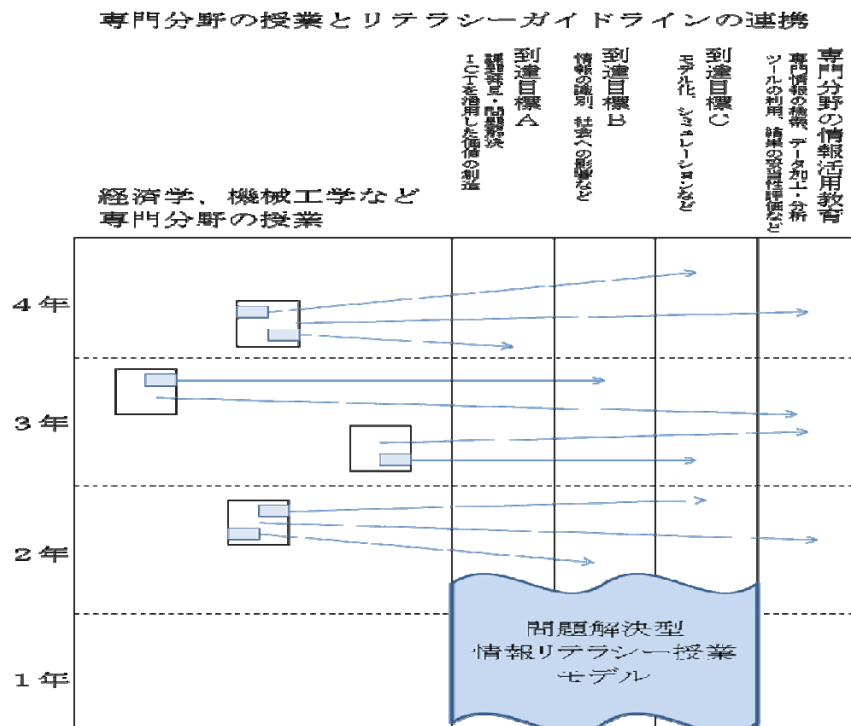 専門分野の授業とリテラシーガイドラインの連携
専門分野の情報活用教育
専門情報の検索、データ加工・分析
ツールの利用、結果の妥当性評価など
到達目標C
モデル化、シミュレーションなど
到達目標B
情報の識別、社会への影響など
到達目標A
課題発見・問題解決
ICTを活用した価値の創造
経済学、機械工学など
専門分野の授業
4年
3年
2年
1年
問題解決型
情報リテラシー授業
モデル